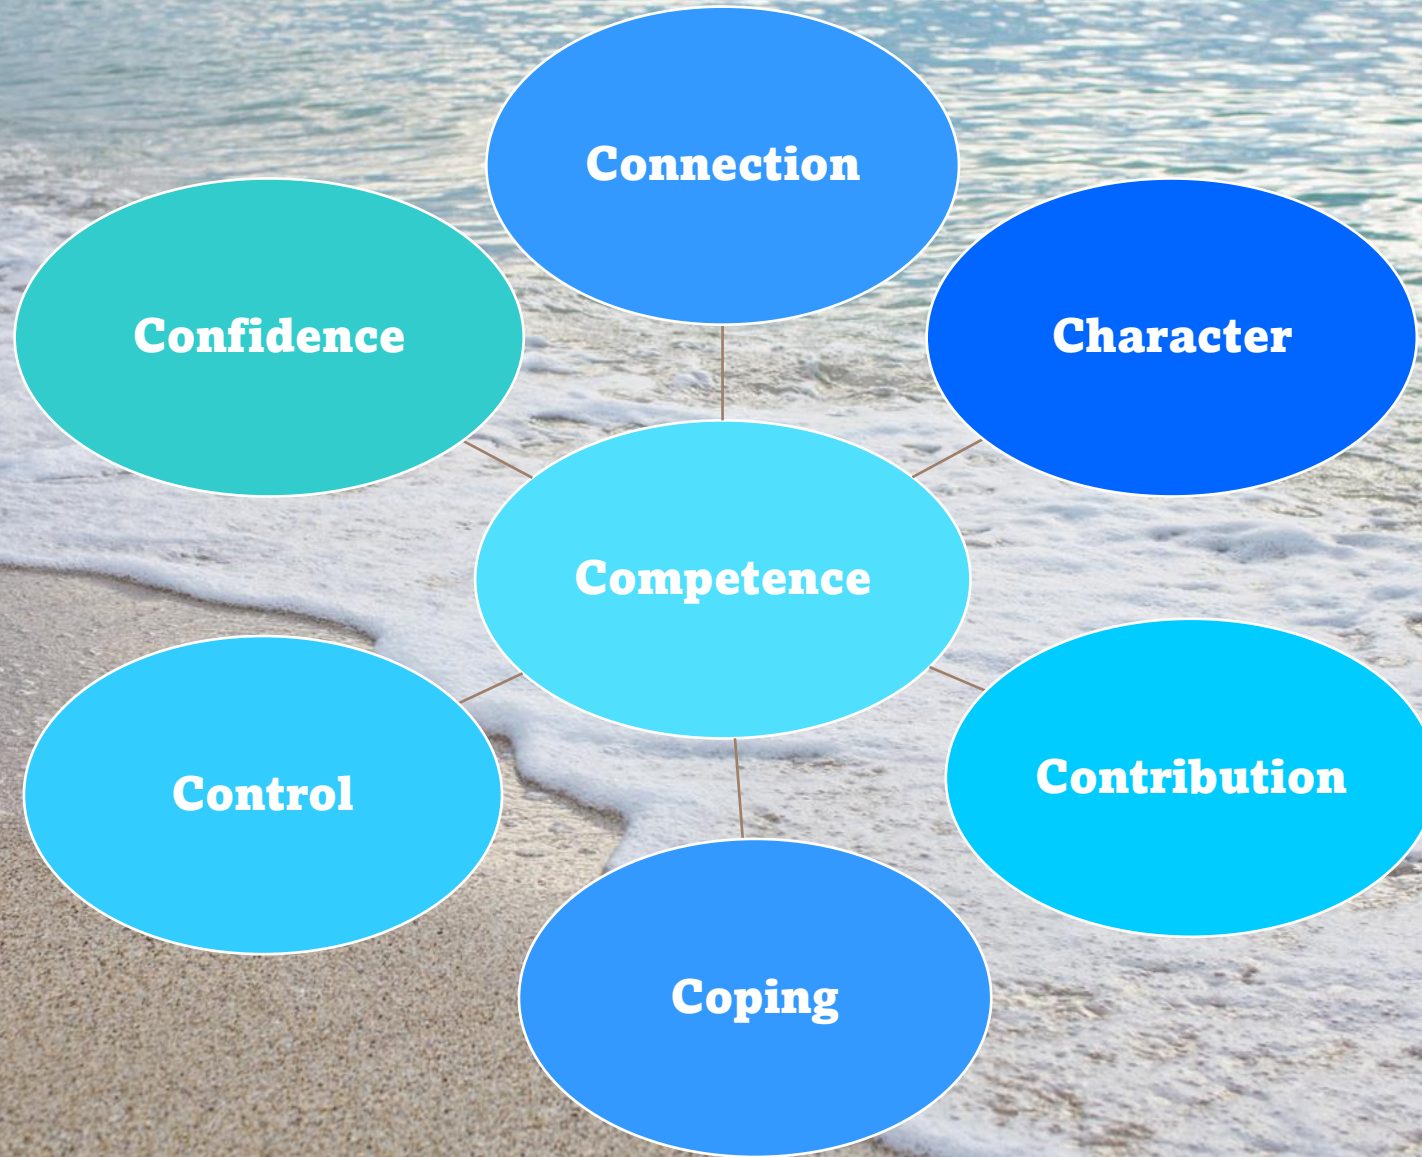 Connection
Confidence
Character
Competence
Control
Contribution
Coping